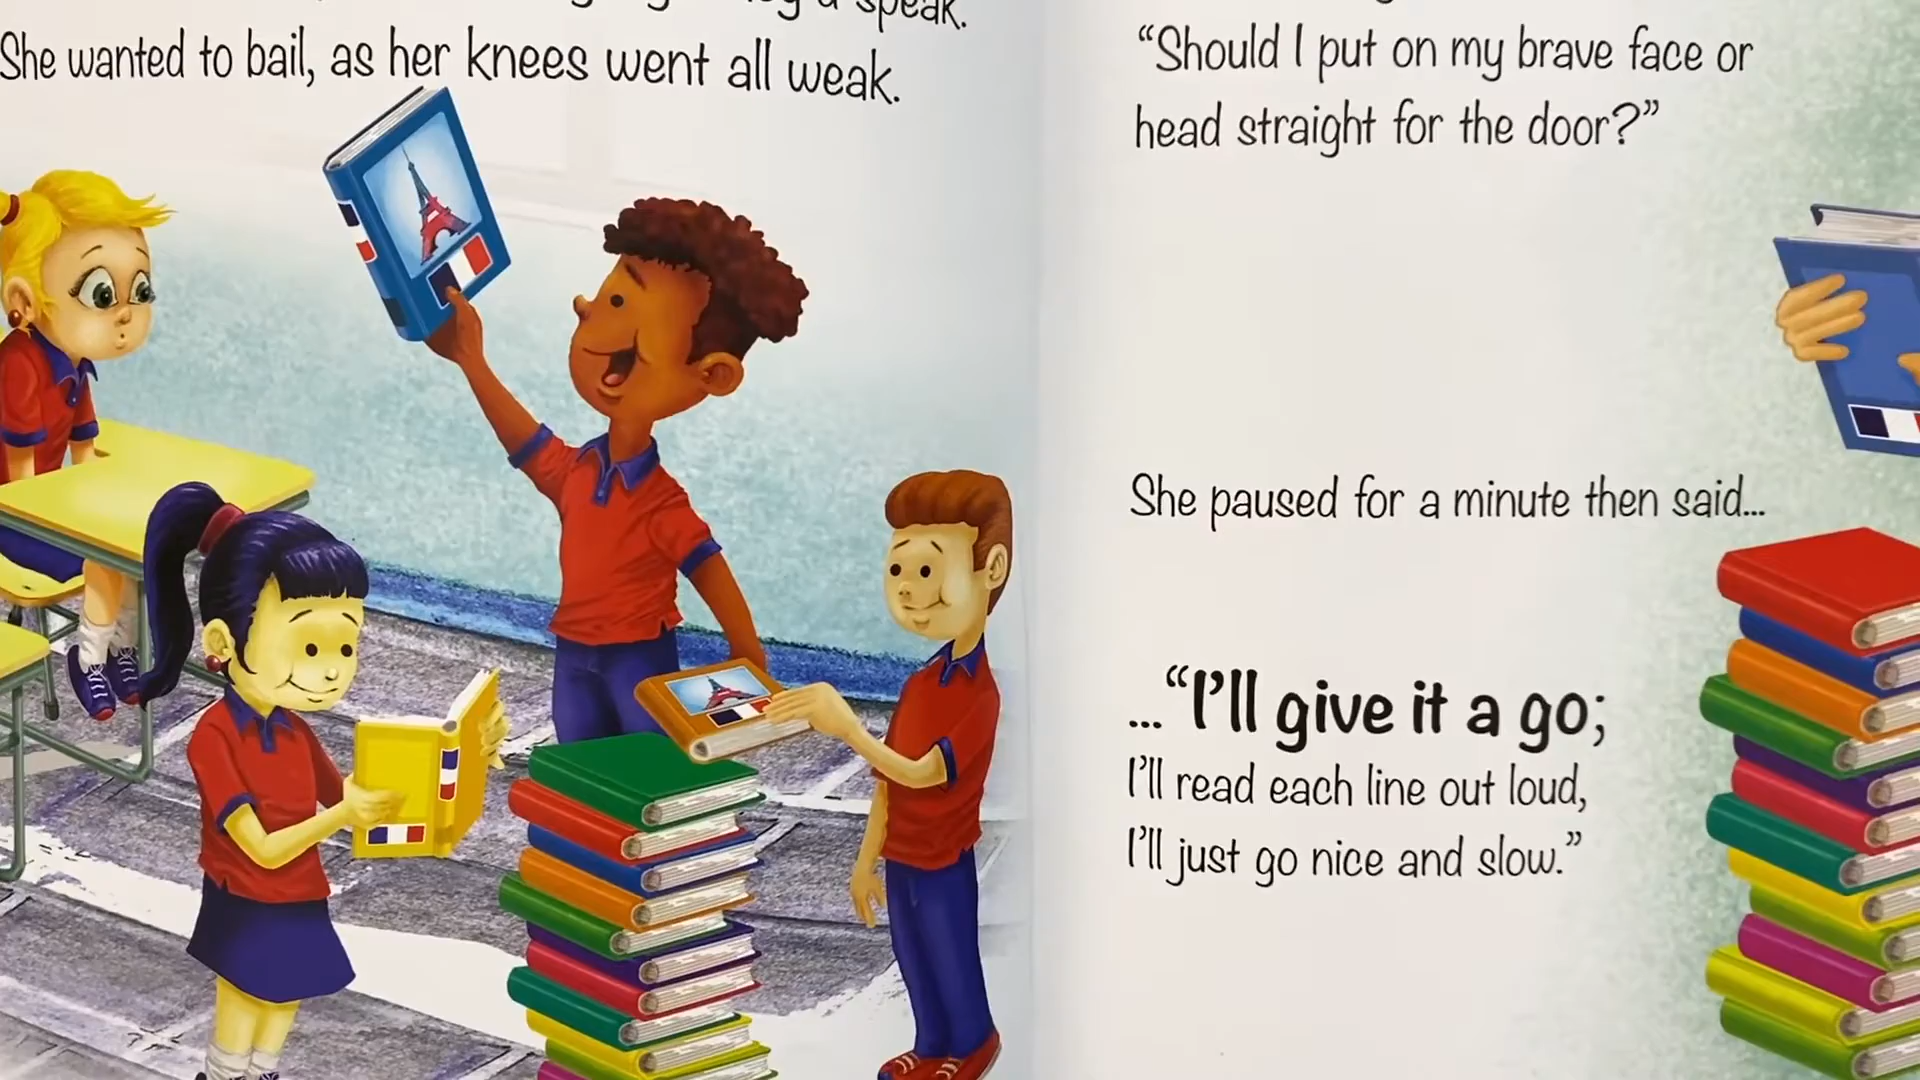 speak.
She wanted to bail, as her knees went all weak.
“Should I put on my brave face or
head straight for the door?”
She paused for a minute then said...
... “I’ll give it a go;
I’ll read each line out loud,
I’ll just go nice and slow.”